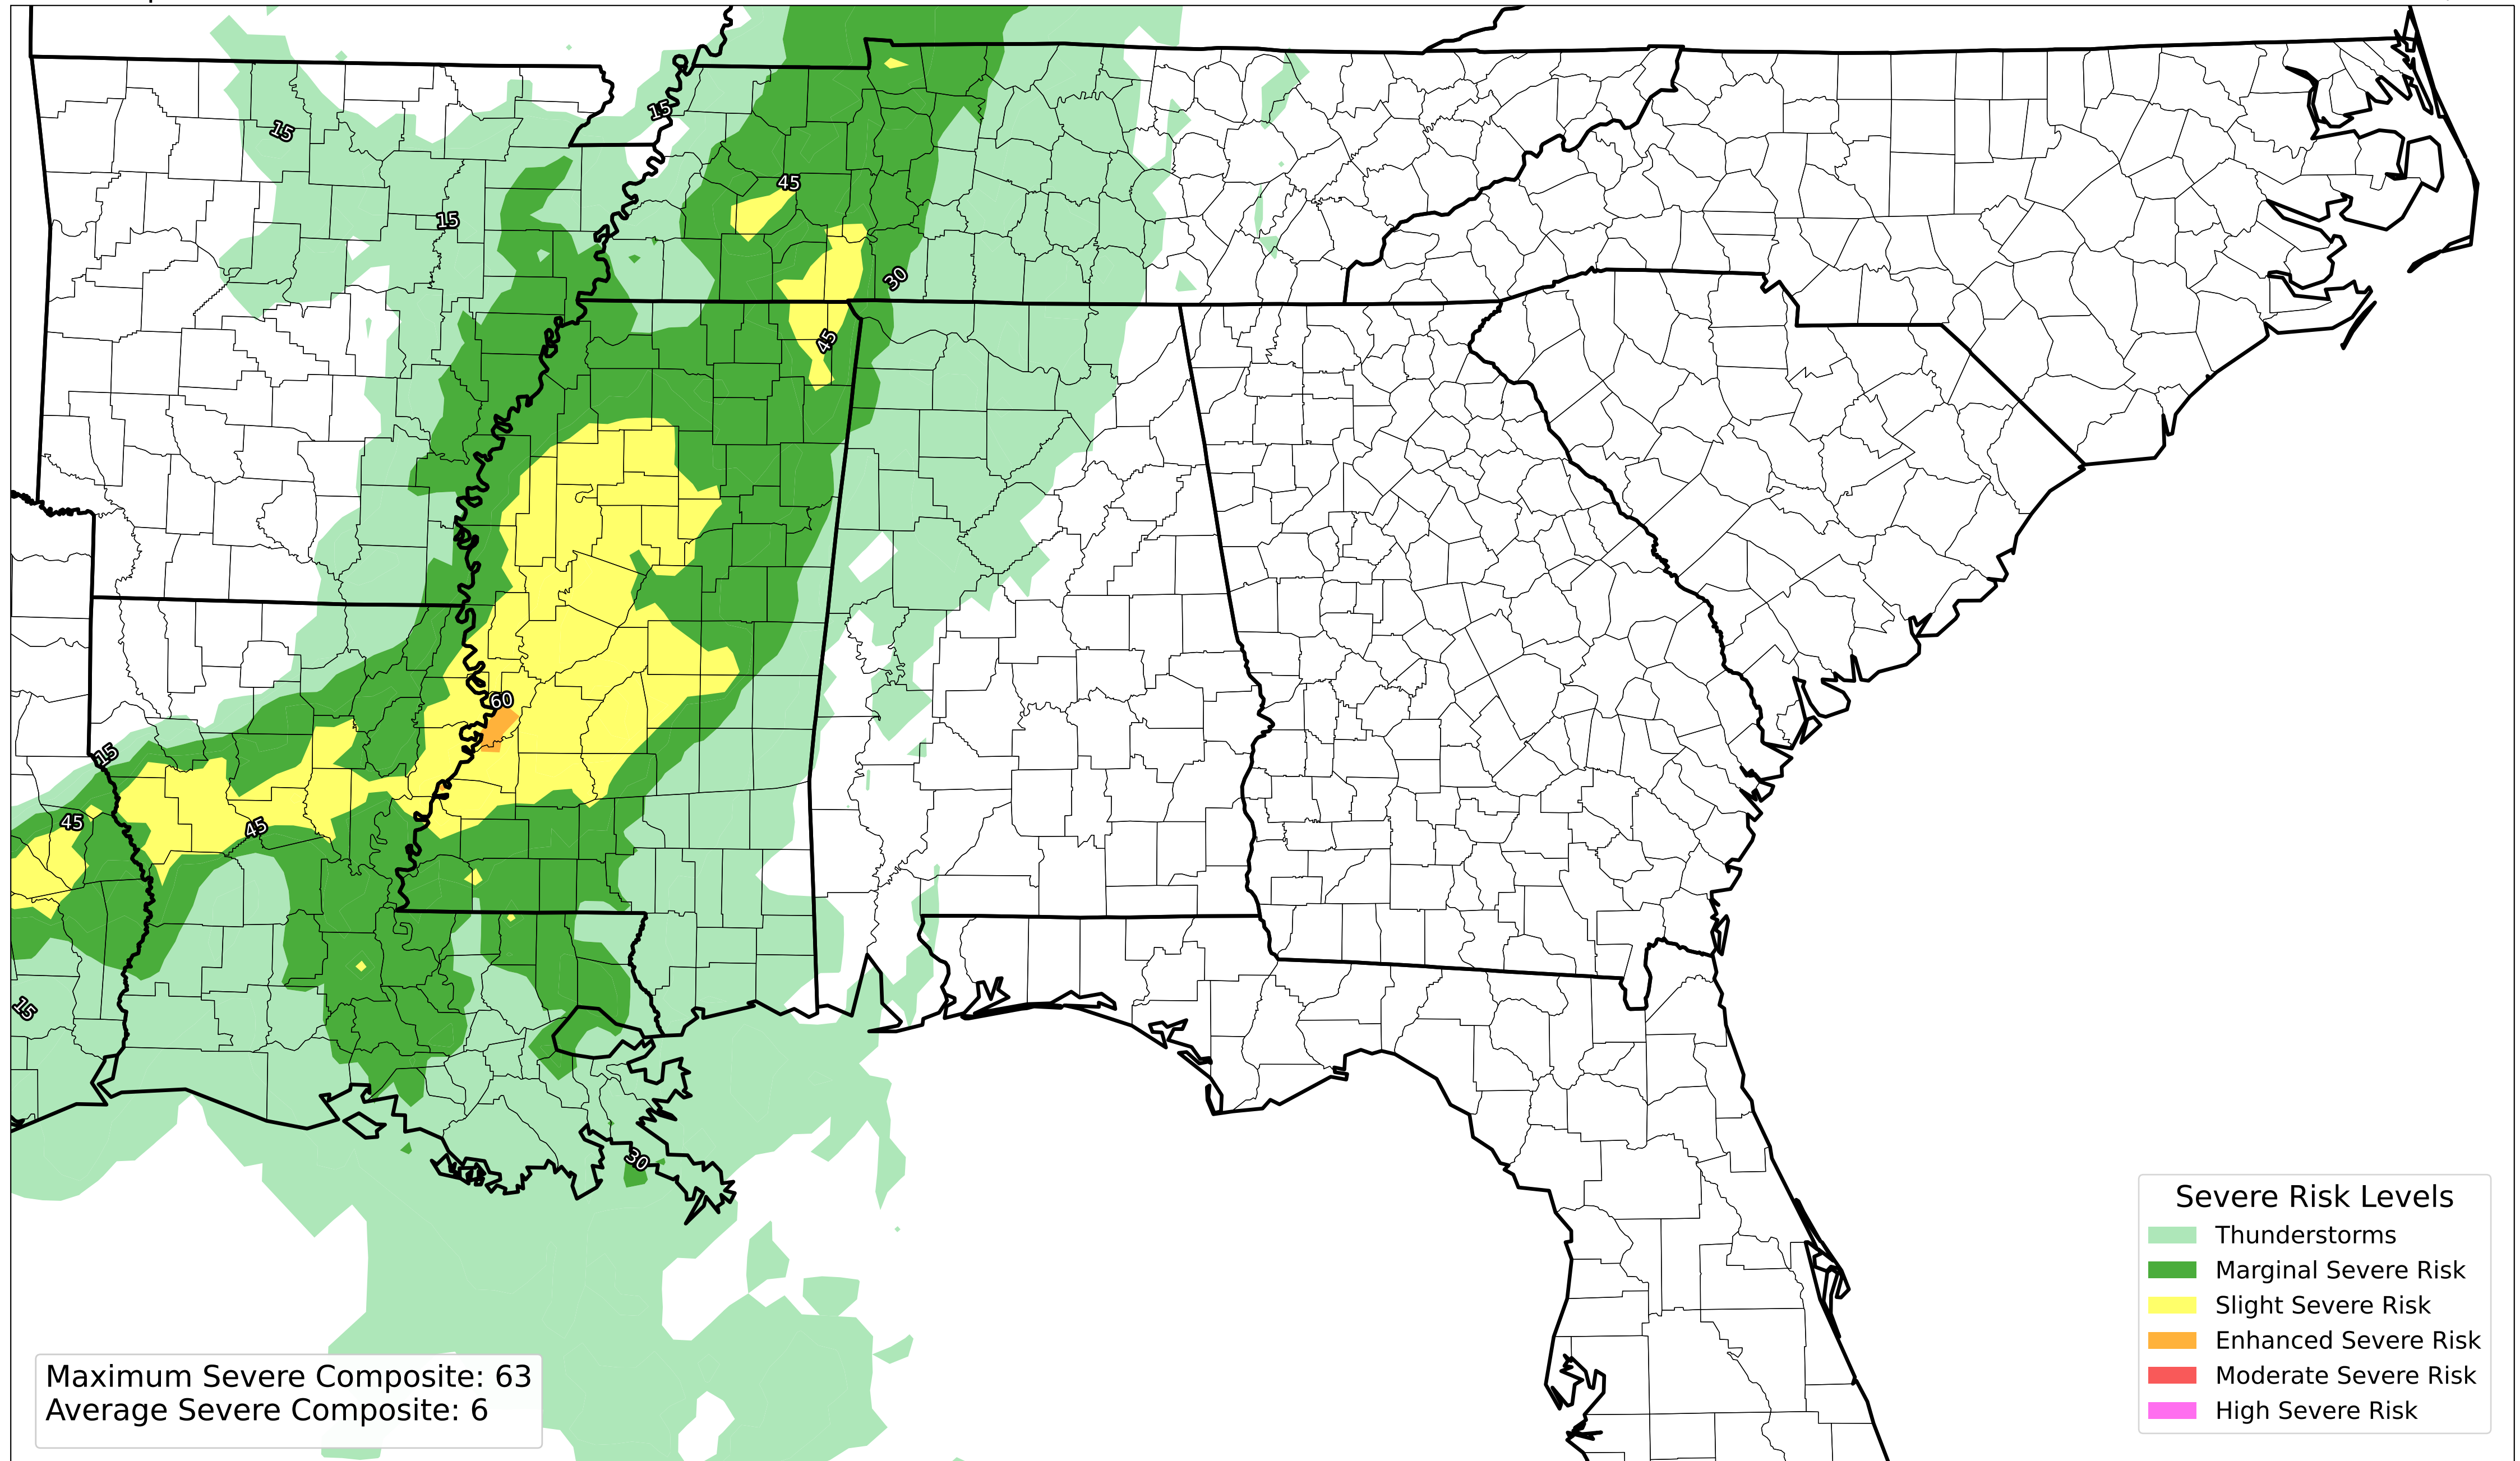 15
15
15
45
30
45
60
15
45
45
15
30
Severe Risk Levels
Thunderstorms
Marginal Severe Risk
Slight Severe Risk
Enhanced Severe Risk
Moderate Severe Risk
High Severe Risk
Maximum Severe Composite: 63
Average Severe Composite: 6